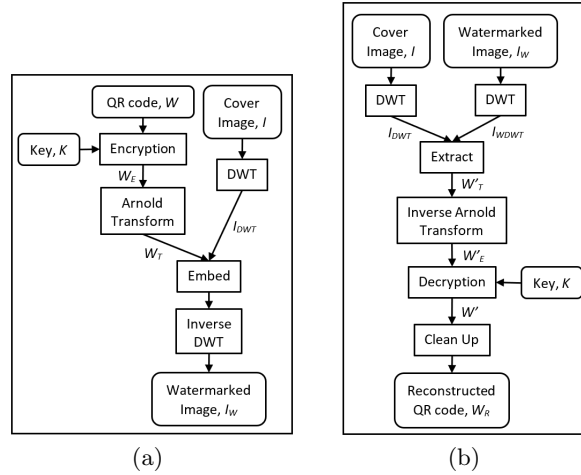 QR code, W
Cover
Image, I
Key, K
Encryption
W_E
DWT
Arnold
Transform
W_T
I_DWT
Embed
Inverse
DWT
Watermarked
Image, I_W
(a)
Cover
Image, I
Watermarked
Image, I_W
DWT
DWT
I_DWT
I_WDWT
Extract
W'_T
Inverse Arnold
Transform
W'_E
Decryption
Key, K
W'
Clean Up
Reconstructed
QR code, W_R
(b)